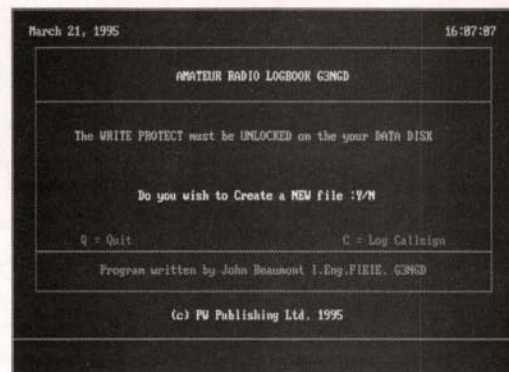 March 21, 1995 16:07:07
AMATEUR RADIO LOGBOOK G3NGD
The WRITE PROTECT must be UNLOCKED on the your DATA DISK
Do you wish to Create a NEW file :Y/N
Q = Quit C = Log Callsign
Program written by John Beaumont I.Eng.FIEIE. G3NGD
(c) PW Publishing Ltd. 1995